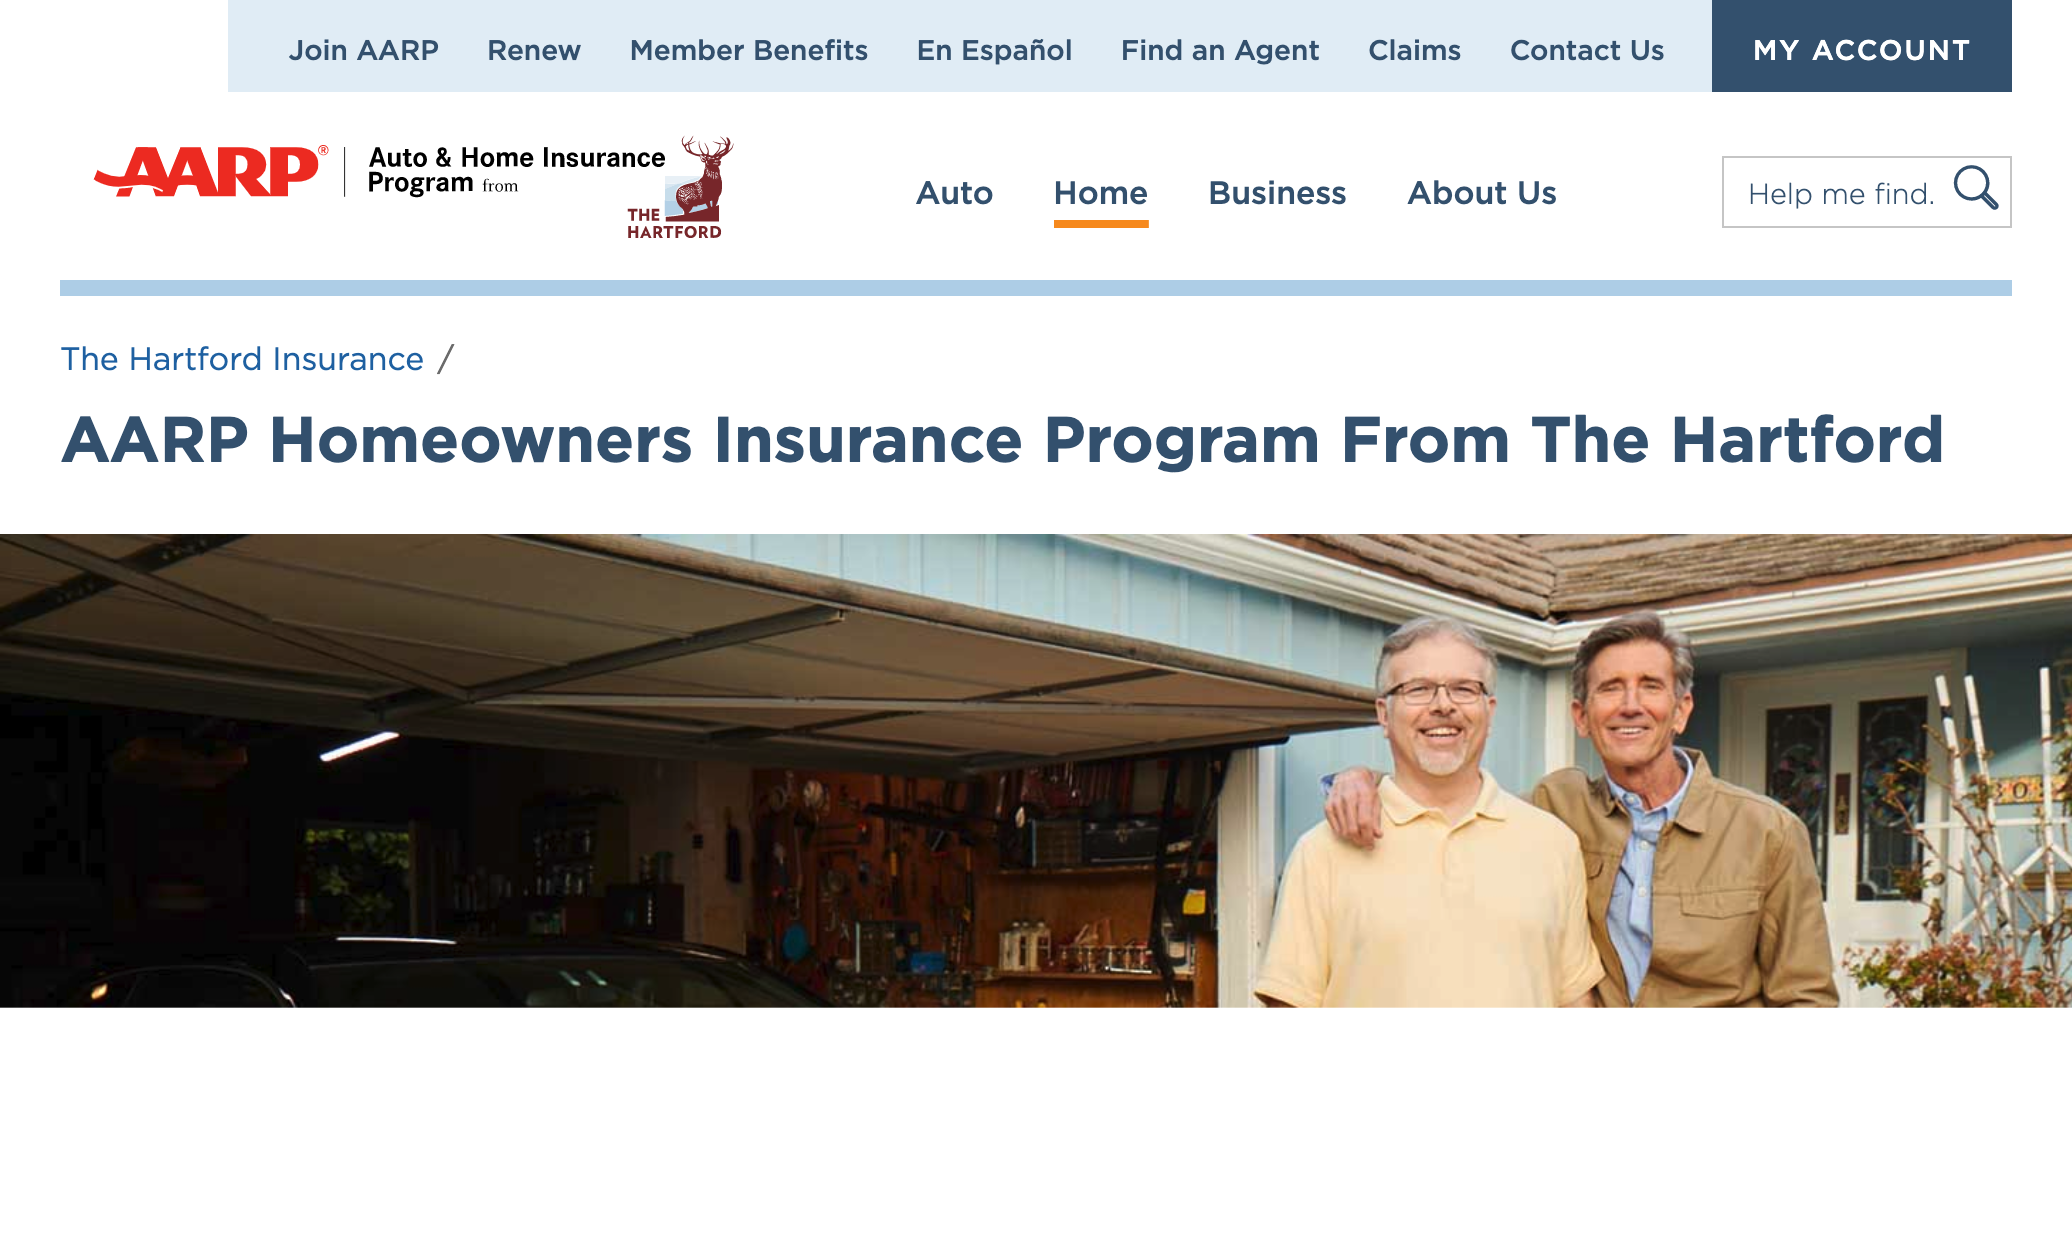 Join AARP Renew Member Benefits En Español Find an Agent Claims Contact Us MY ACCOUNT
AARP® Auto & Home Insurance
Program from
THE
HARTFORD
Auto Home Business About Us
Help me find.
The Hartford Insurance /
AARP Homeowners Insurance Program From The Hartford